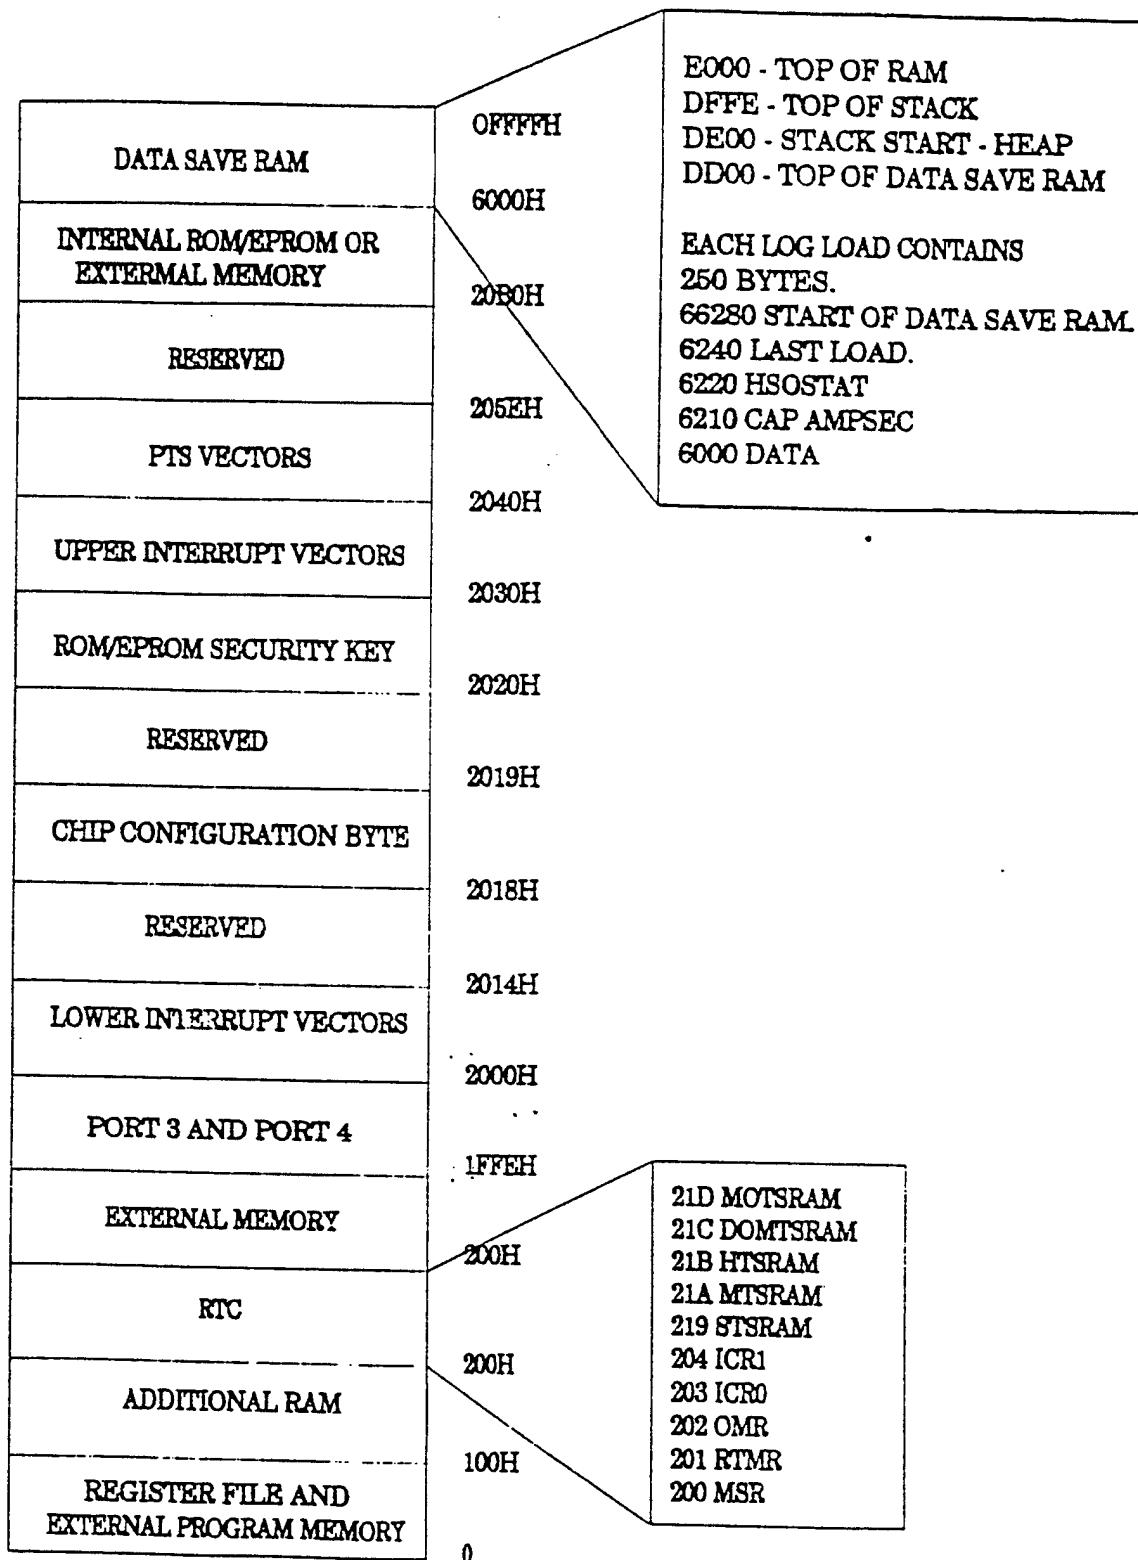 E000 - TOP OF RAM
DFFE - TOP OF STACK
DE00 - STACK START - HEAP
DD00 - TOP OF DATA SAVE RAM
EACH LOG LOAD CONTAINS
250 BYTES.
66280 START OF DATA SAVE RAM.
6240 LAST LOAD.
6220 HSOSTAT
6210 CAP AMPSEC
6000 DATA
OFFFFH
DATA SAVE RAM
6000H
INTERNAL ROM/EPROM OR
EXTERMAL MEMORY
20B0H
RESERVED
205EH
PTS VECTORS
2040H
UPPER INTERRUPT VECTORS
2030H
ROM/EPROM SECURITY KEY
2020H
RESERVED
2019H
CHIP CONFIGURATION BYTE
2018H
RESERVED
2014H
LOWER INTERRUPT VECTORS
2000H
PORT 3 AND PORT 4
1FFEH
EXTERNAL MEMORY
200H
RTC
200H
ADDITIONAL RAM
100H
REGISTER FILE AND
EXTERNAL PROGRAM MEMORY
0
21D MOTSRAM
21C DOMTSRAM
21B HTSRAM
21A MTSRAM
219 STSRAM
204 ICR1
203 ICR0
202 OMR
201 RTMR
200 MSR